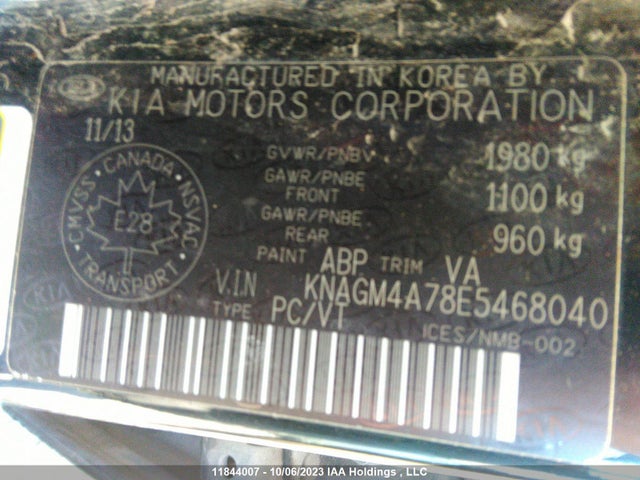 MANUFACTURED IN KOREA BY
KIA MOTORS CORPORATION
11/13
GVWR/PNBV 1980 kg
GAWR/PNBE FRONT 1100 kg
GAWR/PNBE REAR 960 kg
CANADA
CMVSS NSVAC
E28
TRANSPORT
PAINT ABP TRIM VA
V.I.N KNAGM4A78E5468040
TYPE PC/VT
ICES/NMB-002
11844007 - 10/06/2023 IAA Holdings , LLC